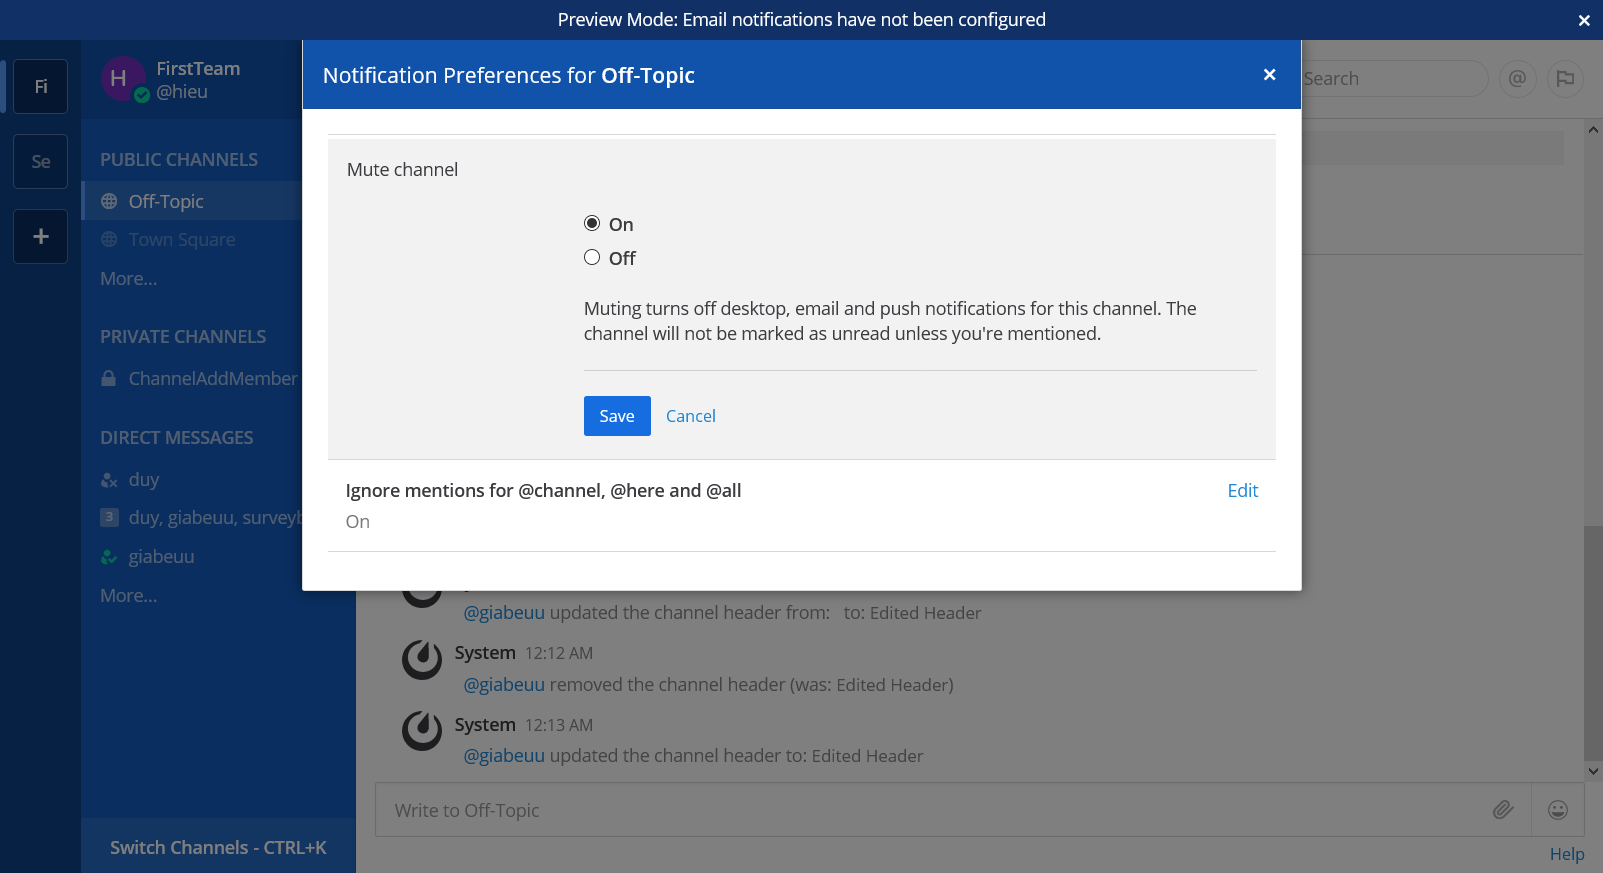 Preview Mode: Email notifications have not been configured
Fi
Se
H
FirstTeam
@hieu
PUBLIC CHANNELS
Off-Topic
Town Square
More...
PRIVATE CHANNELS
ChannelAddMember
DIRECT MESSAGES
duy
3 duy, giabeuu, surveyb
giabeuu
More...
Switch Channels - CTRL+K
Notification Preferences for Off-Topic
Search
Mute channel
On
Off
Muting turns off desktop, email and push notifications for this channel. The
channel will not be marked as unread unless you're mentioned.
Save Cancel
Ignore mentions for @channel, @here and @all
Edit
On
@giabeuu updated the channel header from: to: Edited Header
System 12:12 AM
@giabeuu removed the channel header (was: Edited Header)
System 12:13 AM
@giabeuu updated the channel header to: Edited Header
Write to Off-Topic
Help